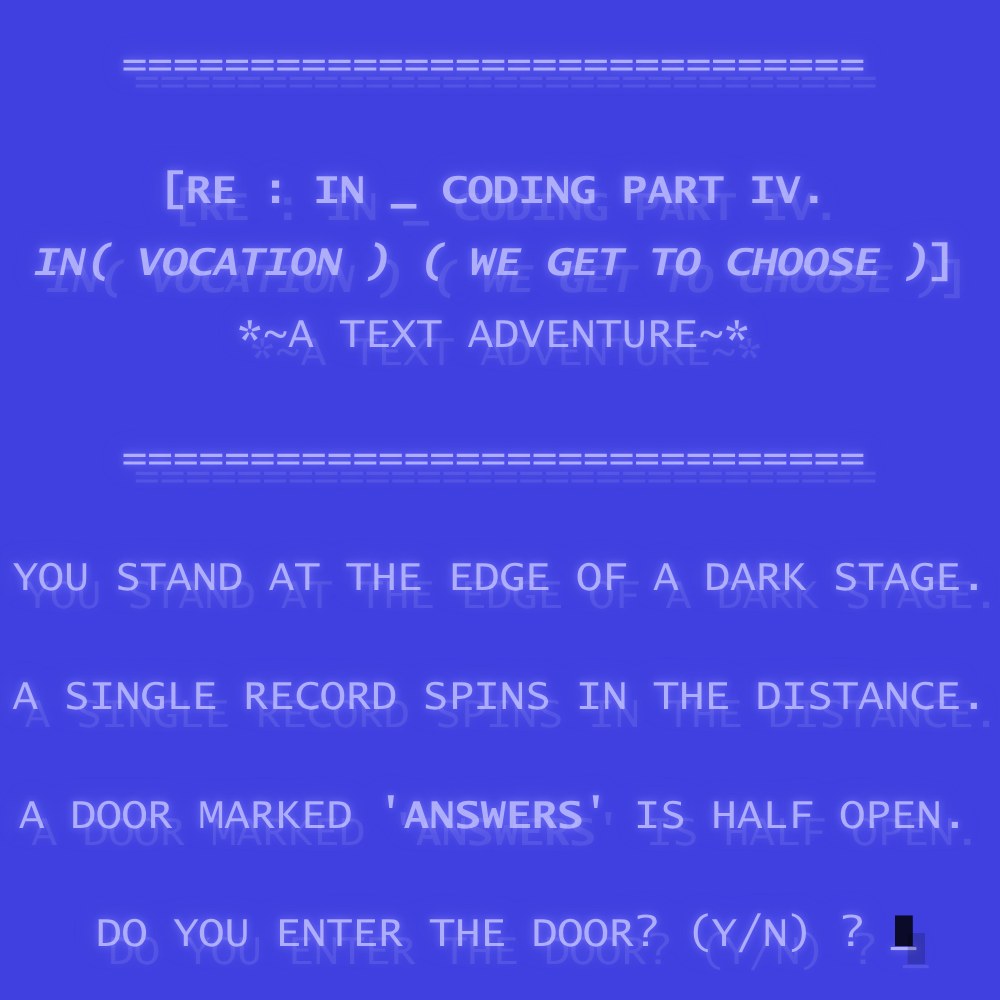 =============================
[RE : IN _ CODING PART IV.
IN( VOCATION ) ( WE GET TO CHOOSE )]
*~A TEXT ADVENTURE~*
=============================
YOU STAND AT THE EDGE OF A DARK STAGE.
A SINGLE RECORD SPINS IN THE DISTANCE.
A DOOR MARKED 'ANSWERS' IS HALF OPEN.
DO YOU ENTER THE DOOR? (Y/N) ? _